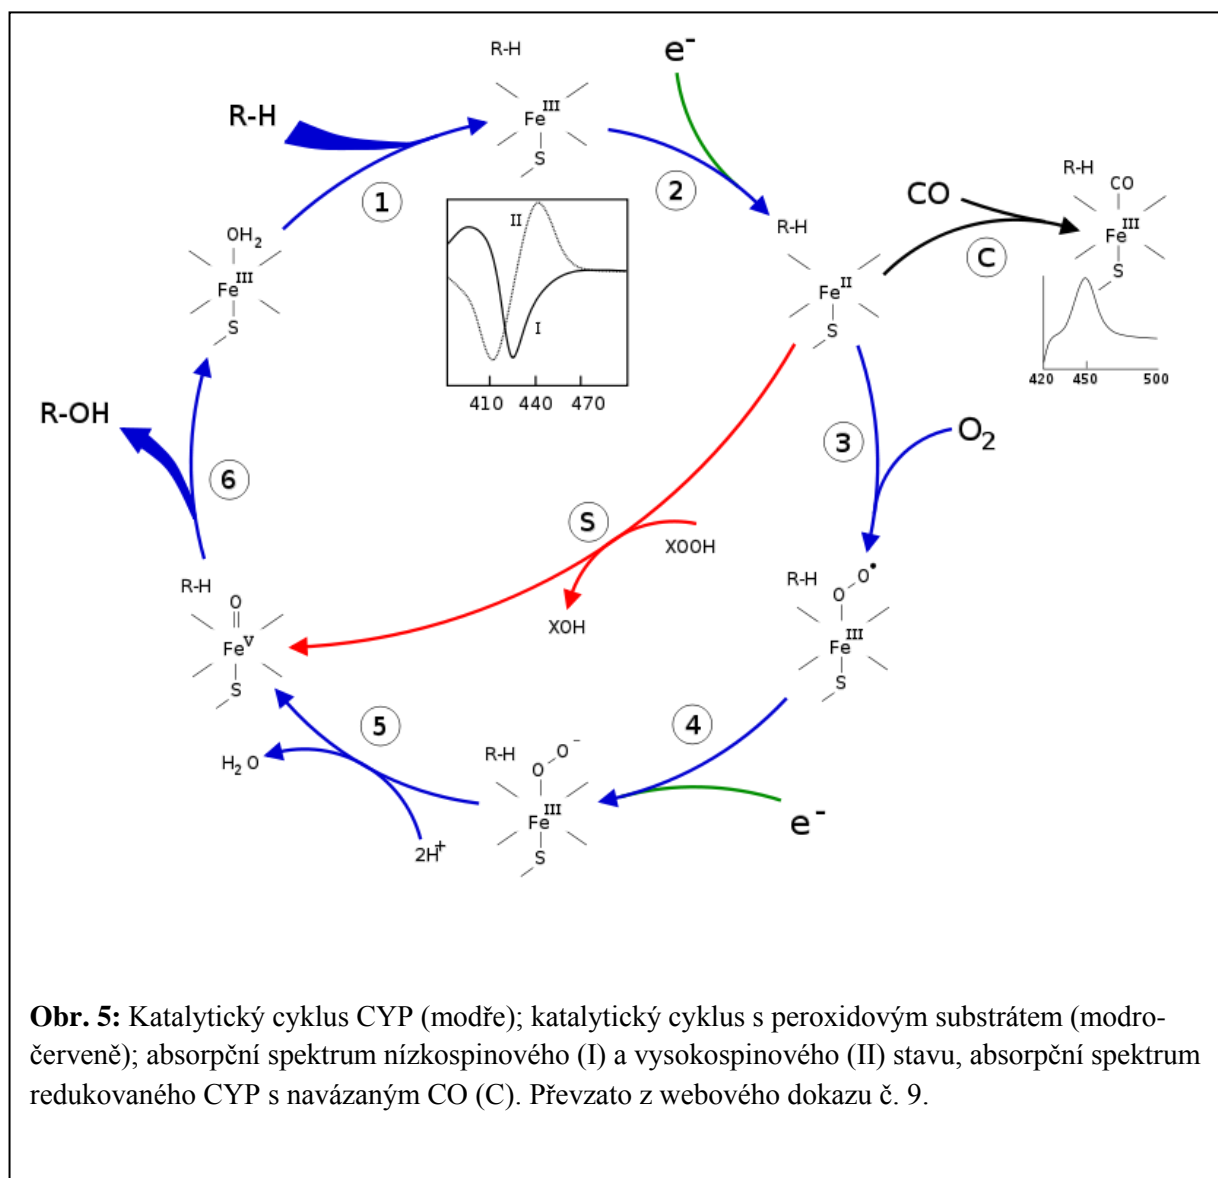 R-H
e-
R-H
Fe III
S
1
2
R-H
OH2
Fe III
S
II
I
410 440 470
R-H
Fe II
S
CO
C
R-H
CO
Fe III
S
420 450 500
R-OH
6
S
XOOH
XOH
3
O2
R-H
O
Fe V
S
R-H
O O•
Fe III
S
5
H2O
2H+
4
R-H
O O-
Fe III
S
e-
Obr. 5: Katalytický cyklus CYP (modře); katalytický cyklus s peroxidovým substrátem (modro-
červeně); absorpční spektrum nízkospinového (I) a vysokospinového (II) stavu, absorpční spektrum
redukovaného CYP s navázaným CO (C). Převzato z webového dokazu č. 9.